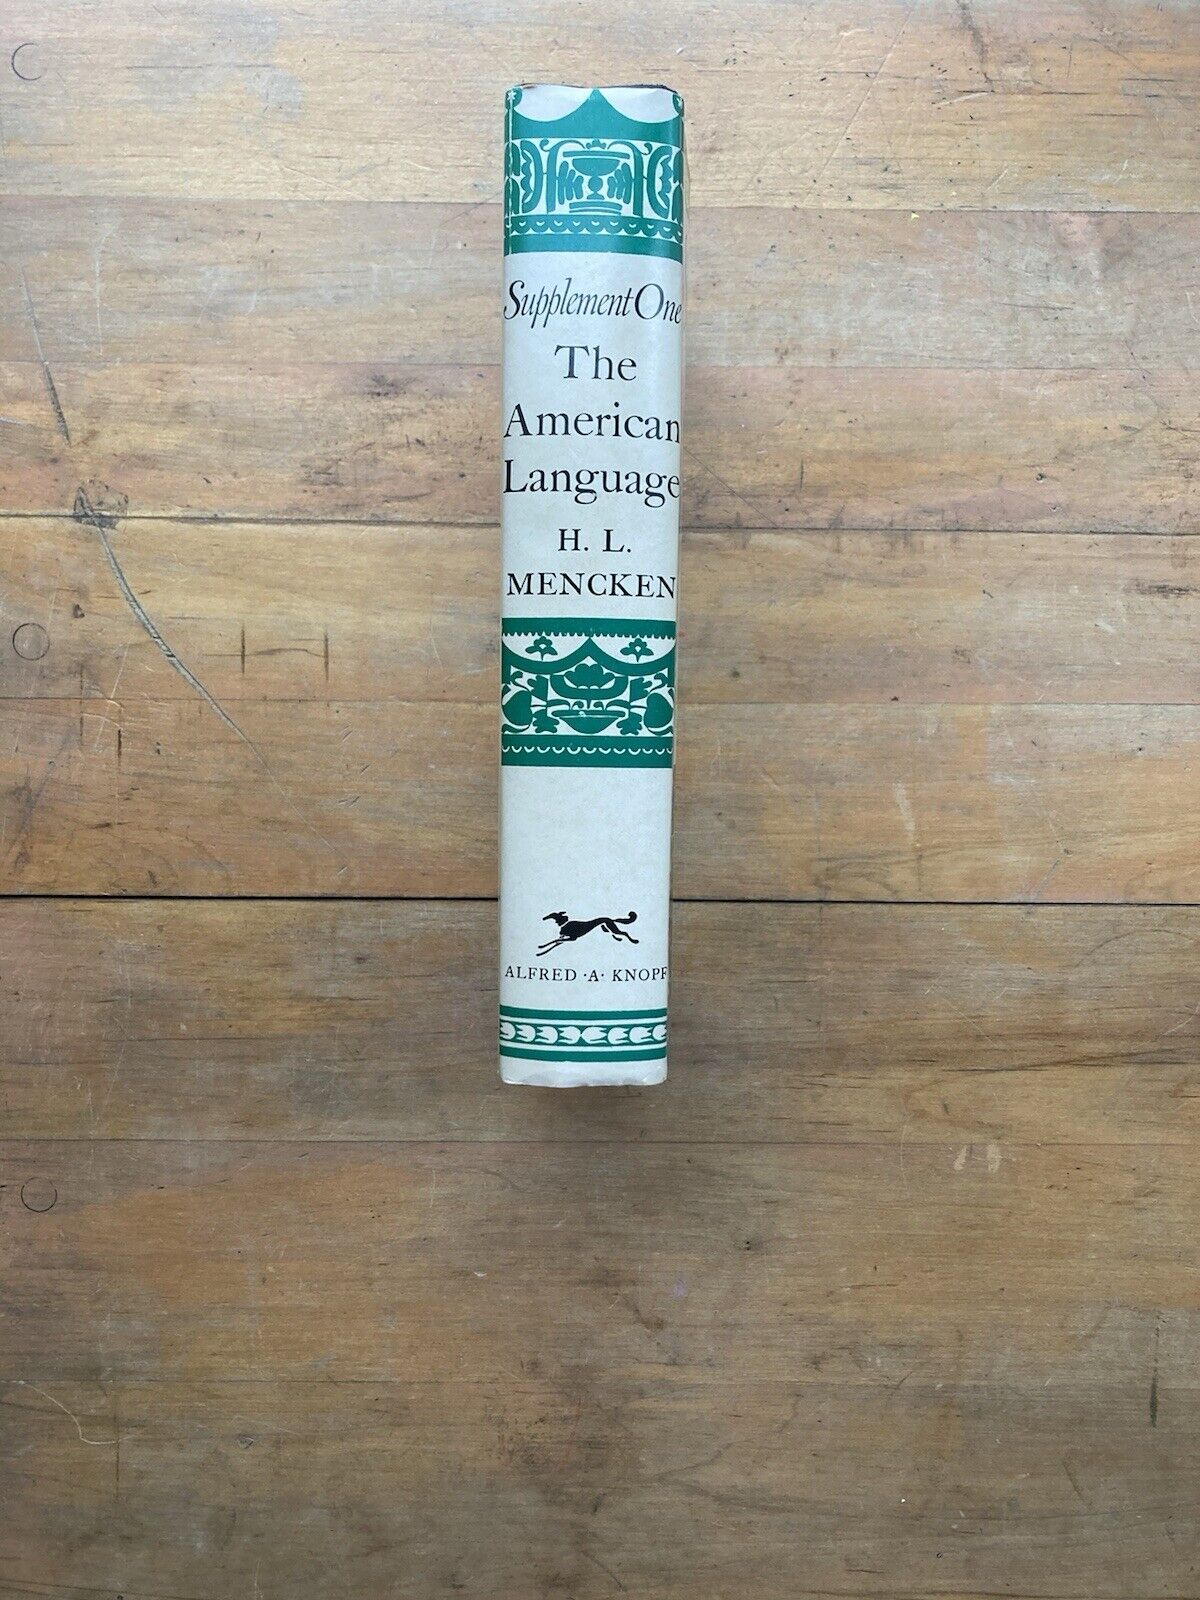 Supplement One
The
American
Language
H. L.
MENCKEN
ALFRED · A · KNOPF